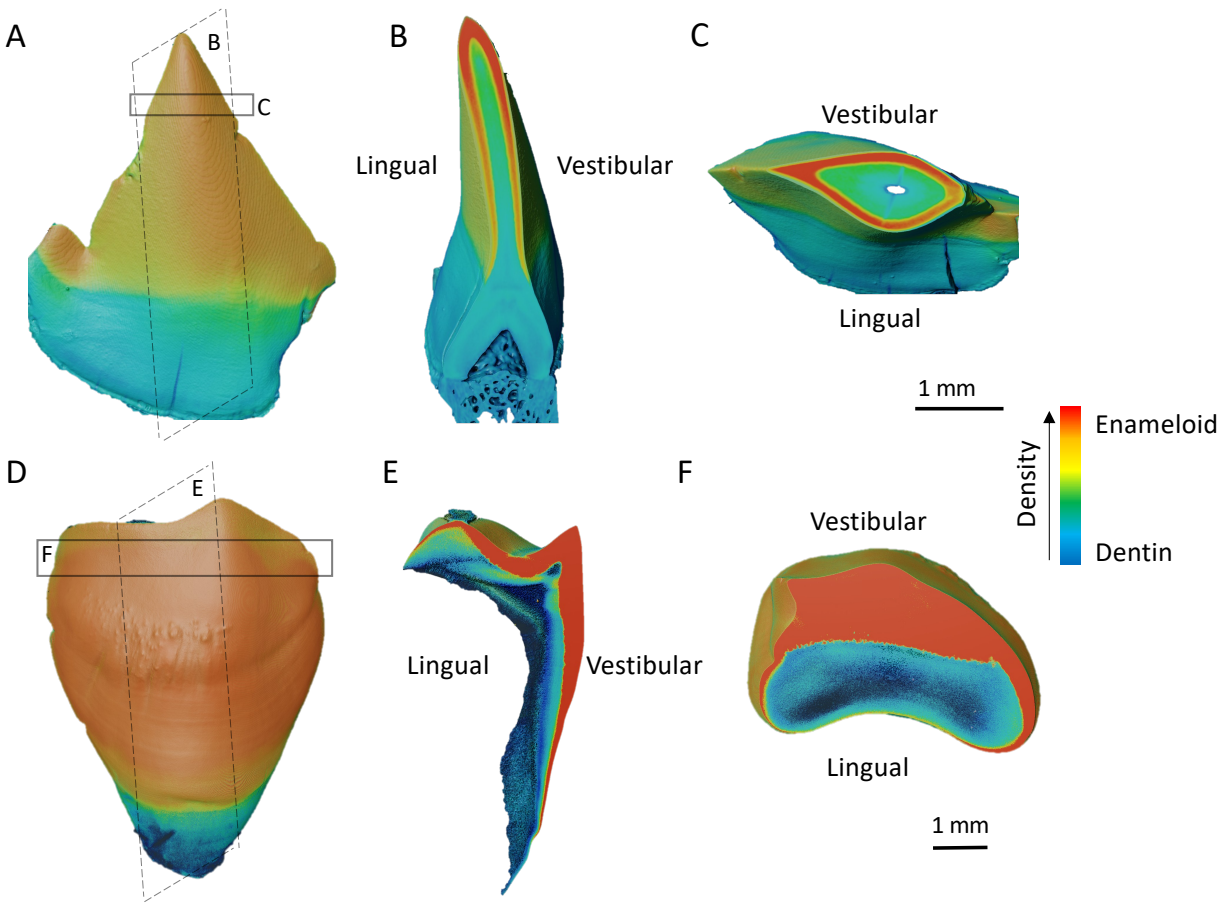 A
B
C
B
C
Vestibular
Lingual
Vestibular
Lingual
1 mm
Enameloid
Density
Dentin
D
E
F
E
F
Vestibular
Lingual
Vestibular
Lingual
1 mm